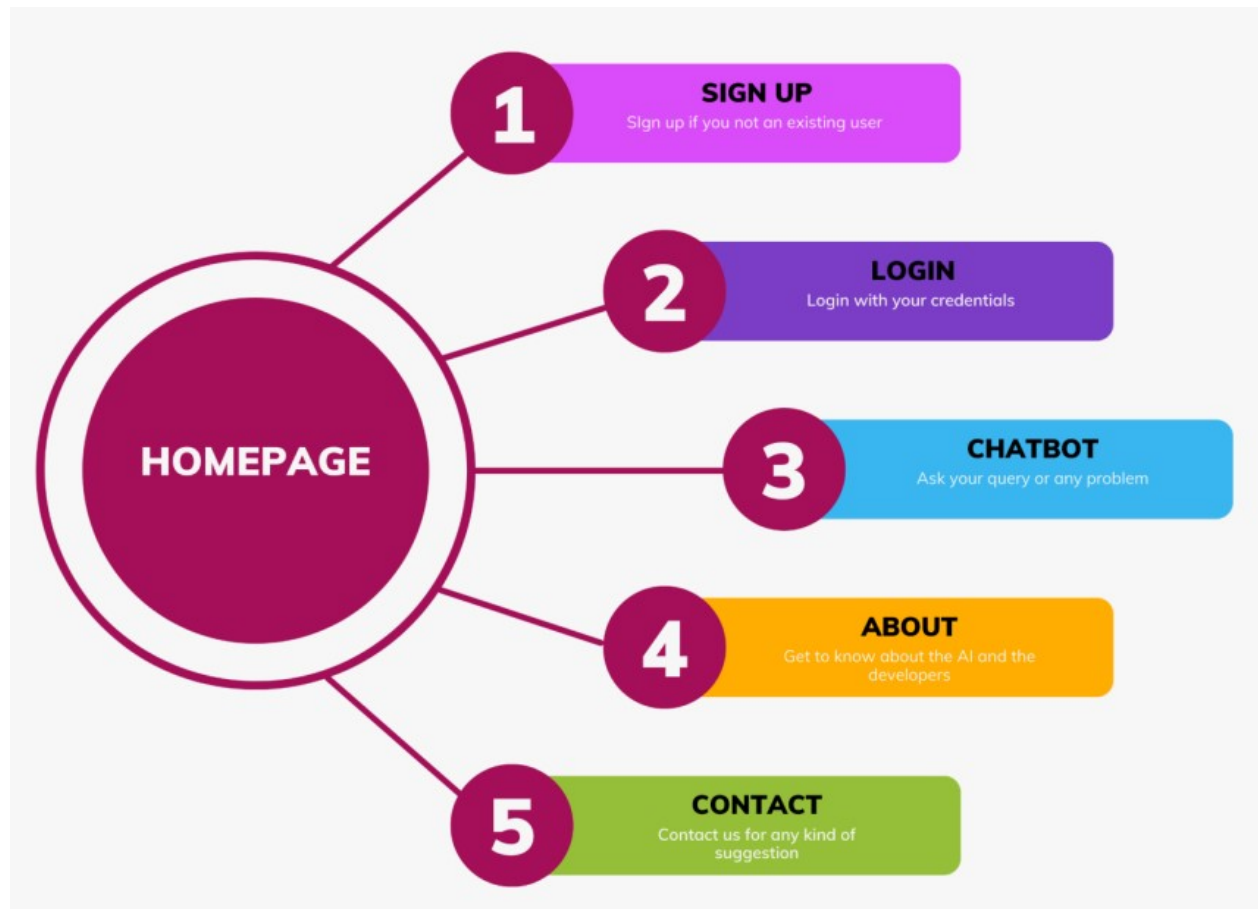 1
SIGN UP
SIgn up if you not an existing user
2
LOGIN
Login with your credentials
HOMEPAGE
3
CHATBOT
Ask your query or any problem
4
ABOUT
Get to know about the AI and the
developers
5
CONTACT
Contact us for any kind of
suggestion